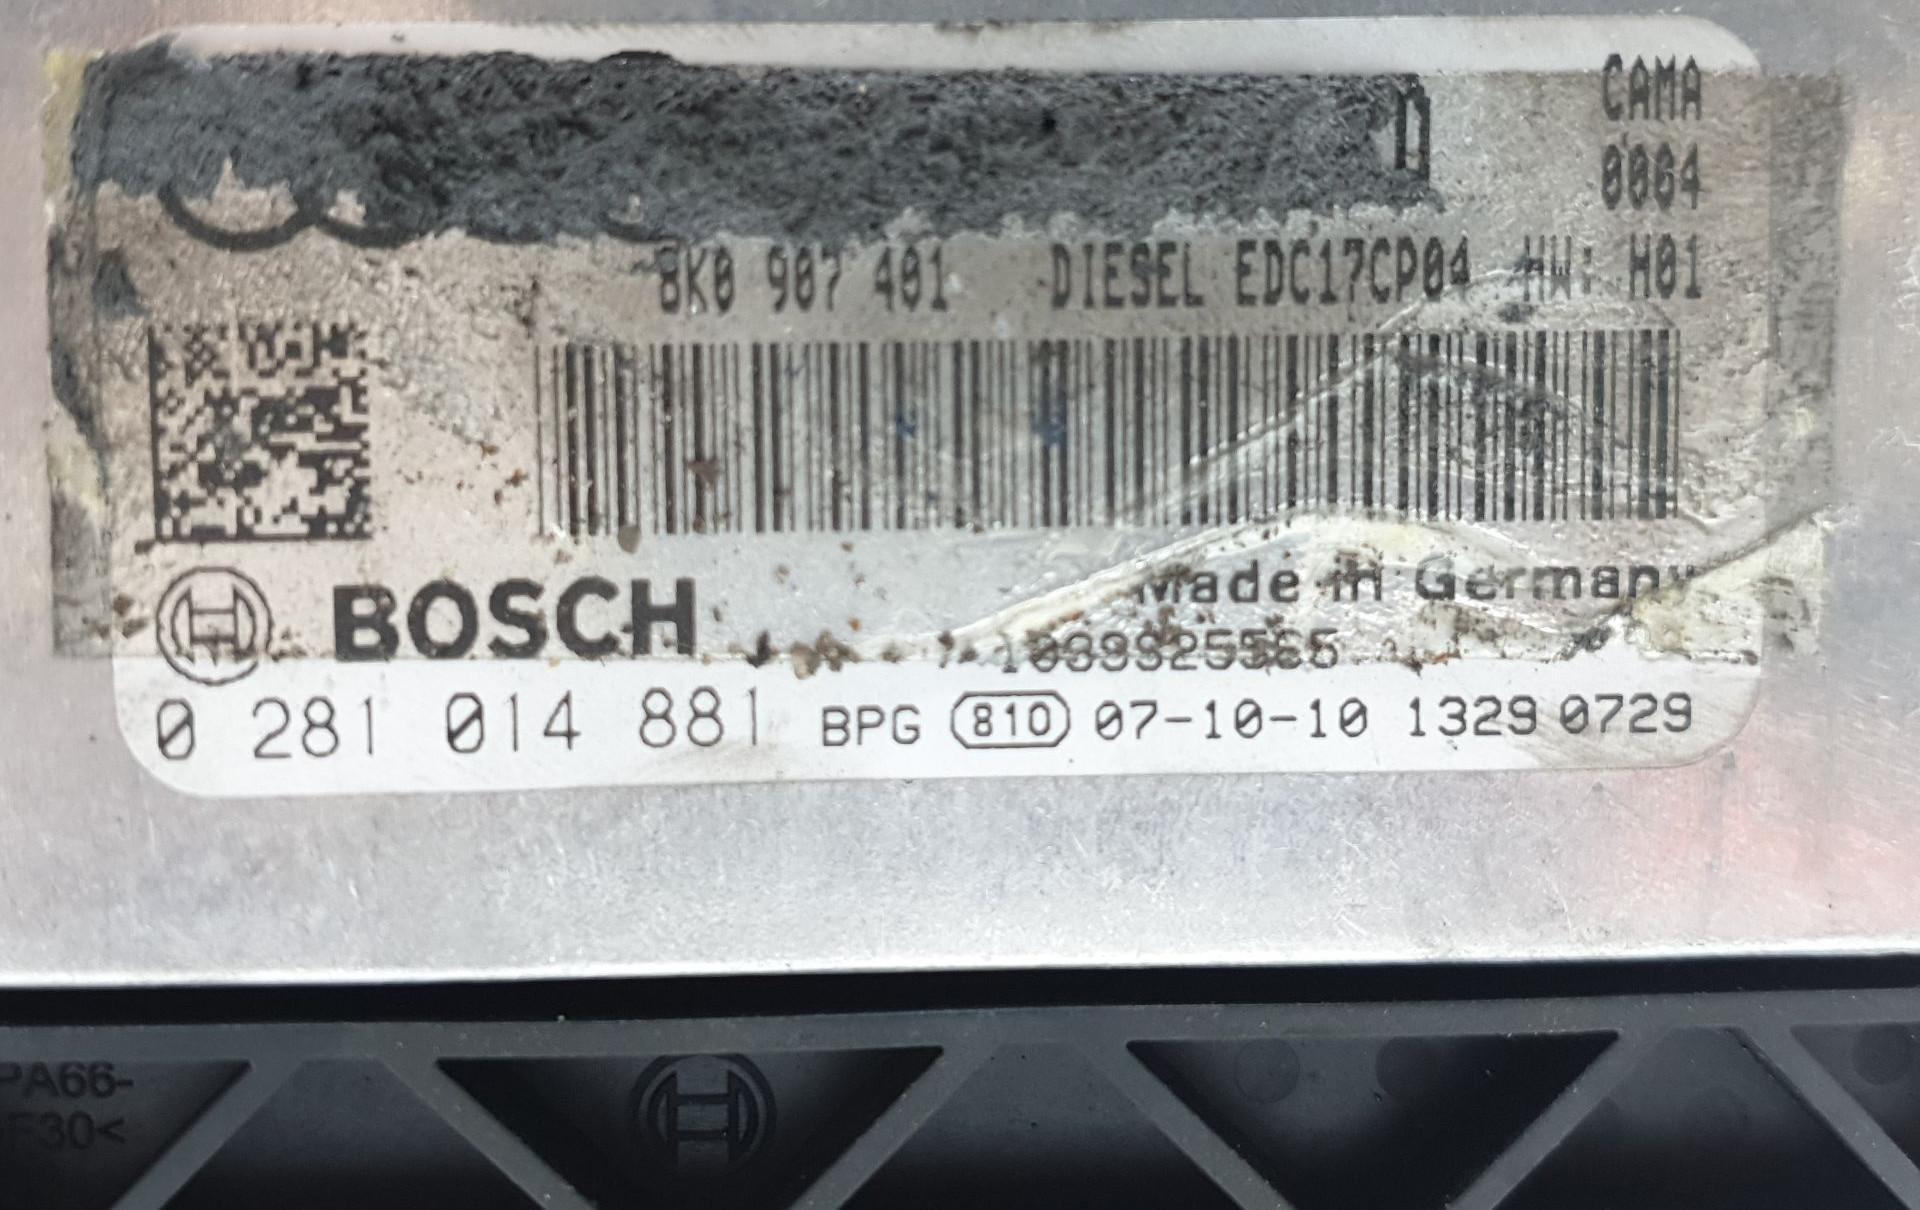 CAMA
0064
8K0 907 401 DIESEL EDC17CP04 HW: H01
BOSCH
Made in Germany
1039S25565
0 281 014 881 BPG 810 07-10-10 1329 0729
PA66-
F30<